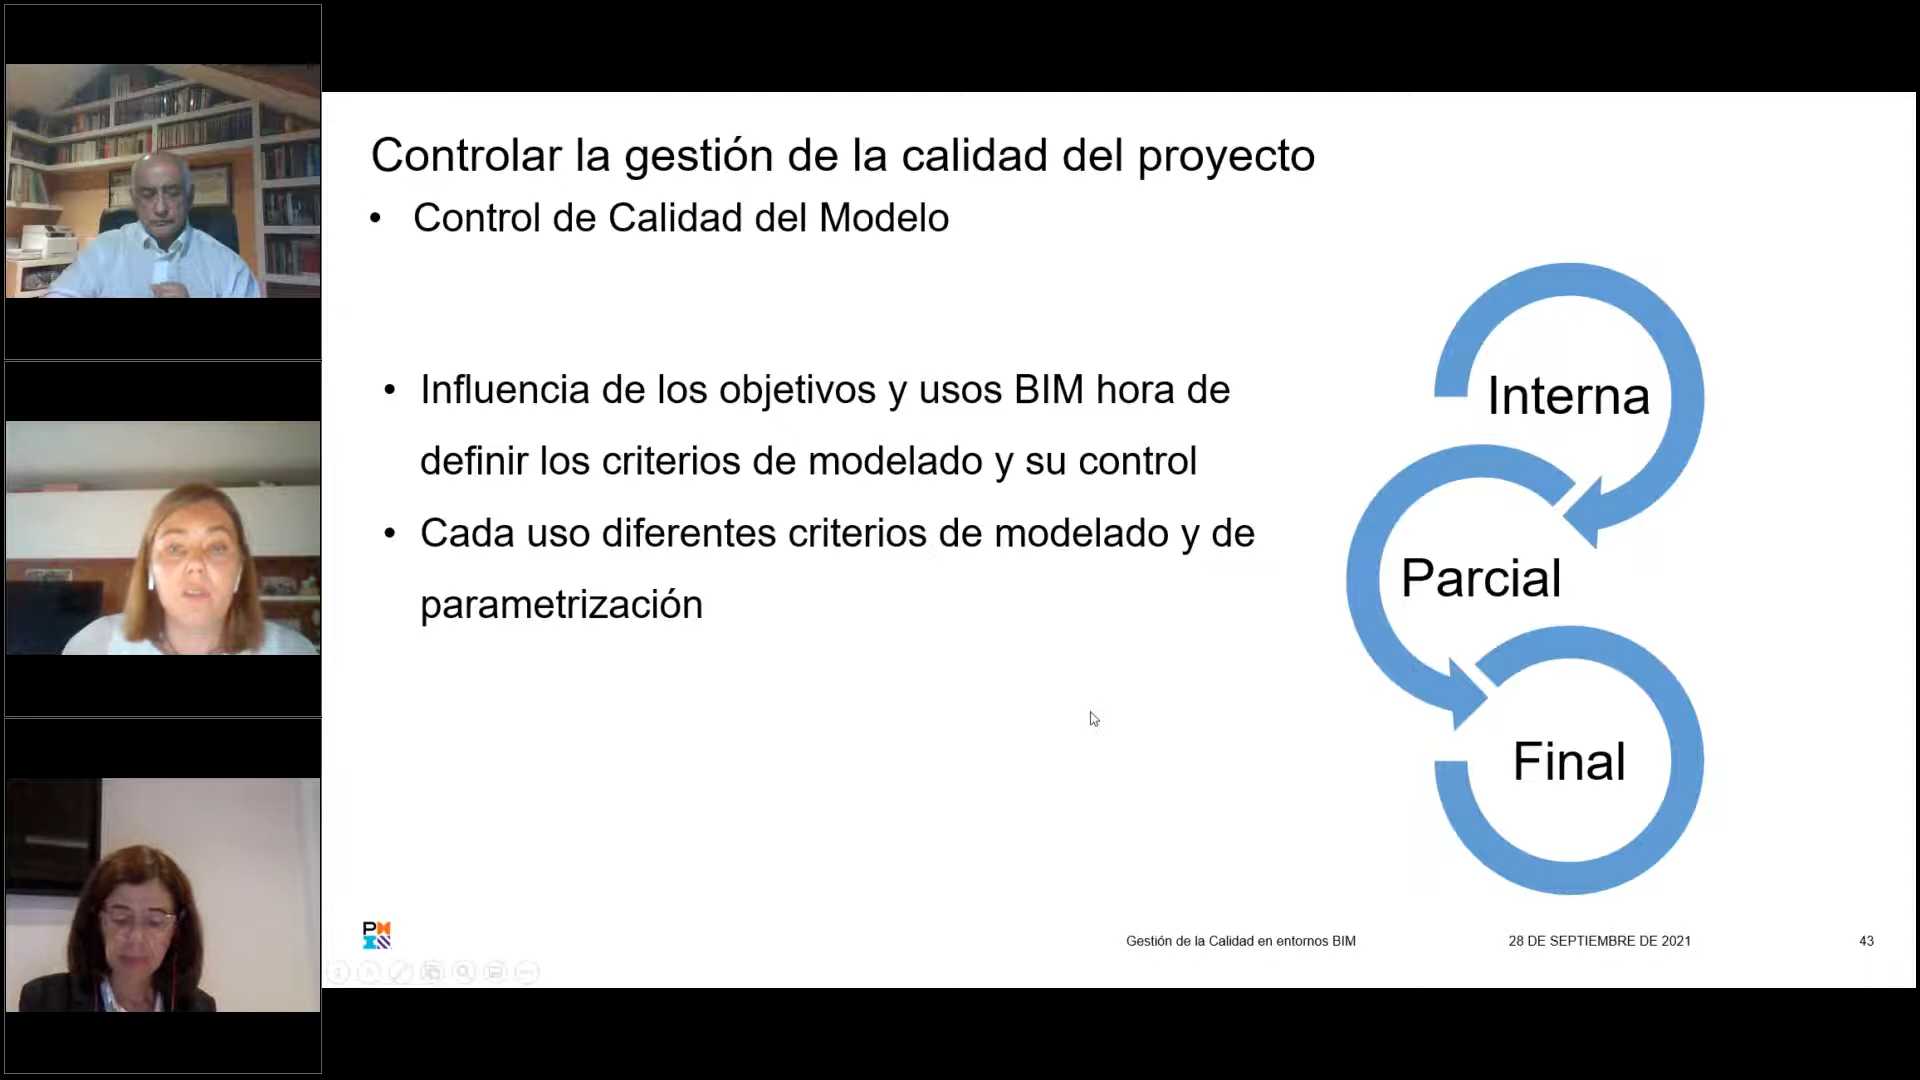 Controlar la gestión de la calidad del proyecto
• Control de Calidad del Modelo
• Influencia de los objetivos y usos BIM hora de
definir los criterios de modelado y su control
• Cada uso diferentes criterios de modelado y de
parametrización
Interna
Parcial
Final
Gestión de la Calidad en entornos BIM
28 DE SEPTIEMBRE DE 2021
43